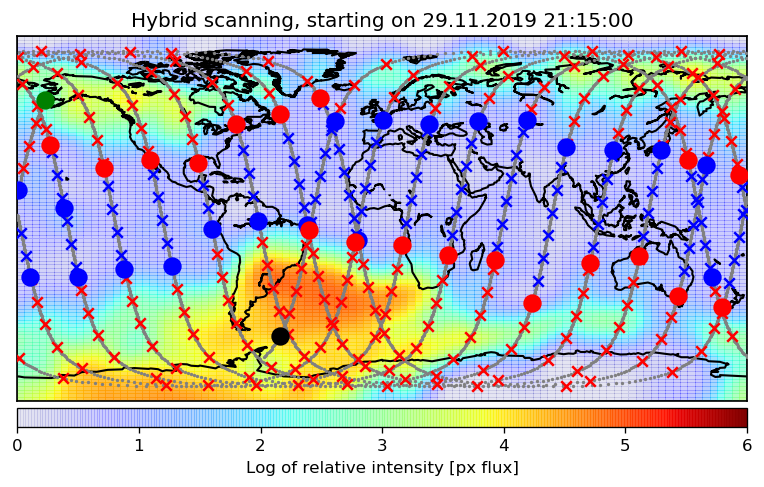 Hybrid scanning, starting on 29.11.2019 21:15:00
0 1 2 3 4 5 6
Log of relative intensity [px flux]